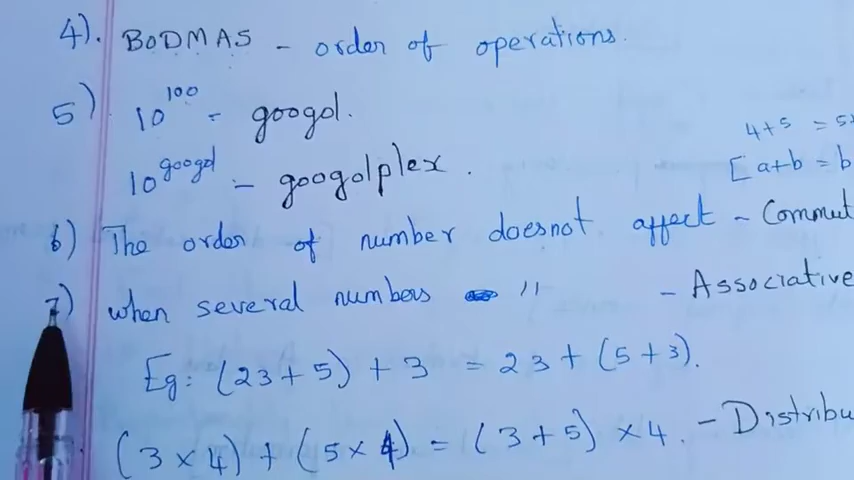 4). BODMAS - order of operations.
5) 10^100 = googol.
4+5 = 5+
10^googol - googolplex.
[a+b = b
6) The order of number doesnot affect - Commut
7) when several numbers " - Associative
Eg: (23+5) + 3 = 23 + (5+3).
(3×4) + (5×4) = (3+5) ×4. - Distribu